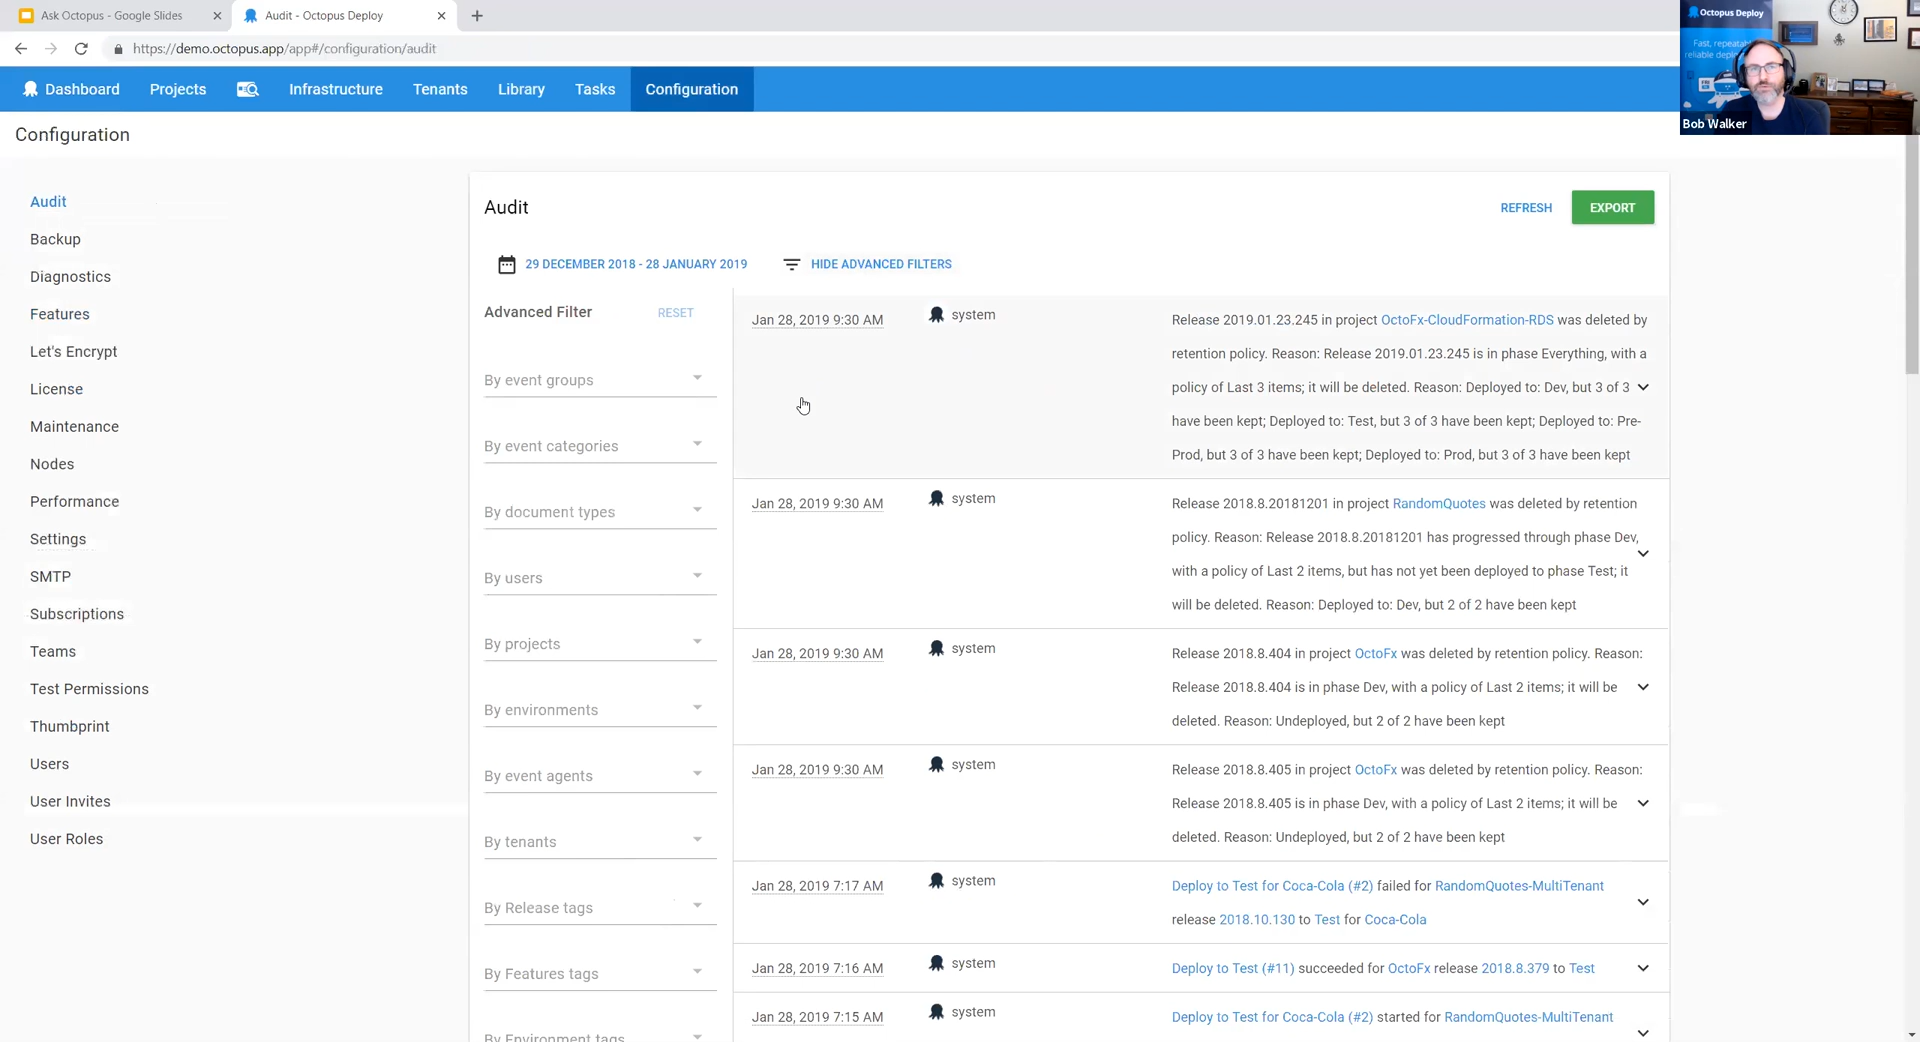 Ask Octopus - Google Slides
Audit - Octopus Deploy
https://demo.octopus.app/app#/configuration/audit
Octopus Deploy
Fast, repeatab
reliable deplo
Bob Walker
Dashboard
Projects
Infrastructure
Tenants
Library
Tasks
Configuration
Configuration
Audit
Backup
Diagnostics
Features
Let's Encrypt
License
Maintenance
Nodes
Performance
Settings
SMTP
Subscriptions
Teams
Test Permissions
Thumbprint
Users
User Invites
User Roles
Audit
REFRESH
EXPORT
29 DECEMBER 2018 - 28 JANUARY 2019
HIDE ADVANCED FILTERS
Advanced Filter
RESET
By event groups
By event categories
By document types
By users
By projects
By environments
By event agents
By tenants
By Release tags
By Features tags
By Environment tags
Jan 28, 2019 9:30 AM
system
Release 2019.01.23.245 in project OctoFx-CloudFormation-RDS was deleted by
retention policy. Reason: Release 2019.01.23.245 is in phase Everything, with a
policy of Last 3 items; it will be deleted. Reason: Deployed to: Dev, but 3 of 3
have been kept; Deployed to: Test, but 3 of 3 have been kept; Deployed to: Pre-
Prod, but 3 of 3 have been kept; Deployed to: Prod, but 3 of 3 have been kept
Jan 28, 2019 9:30 AM
system
Release 2018.8.20181201 in project RandomQuotes was deleted by retention
policy. Reason: Release 2018.8.20181201 has progressed through phase Dev,
with a policy of Last 2 items, but has not yet been deployed to phase Test; it
will be deleted. Reason: Deployed to: Dev, but 2 of 2 have been kept
Jan 28, 2019 9:30 AM
system
Release 2018.8.404 in project OctoFx was deleted by retention policy. Reason:
Release 2018.8.404 is in phase Dev, with a policy of Last 2 items; it will be
deleted. Reason: Undeployed, but 2 of 2 have been kept
Jan 28, 2019 9:30 AM
system
Release 2018.8.405 in project OctoFx was deleted by retention policy. Reason:
Release 2018.8.405 is in phase Dev, with a policy of Last 2 items; it will be
deleted. Reason: Undeployed, but 2 of 2 have been kept
Jan 28, 2019 7:17 AM
system
Deploy to Test for Coca-Cola (#2) failed for RandomQuotes-MultiTenant
release 2018.10.130 to Test for Coca-Cola
Jan 28, 2019 7:16 AM
system
Deploy to Test (#11) succeeded for OctoFx release 2018.8.379 to Test
Jan 28, 2019 7:15 AM
system
Deploy to Test for Coca-Cola (#2) started for RandomQuotes-MultiTenant